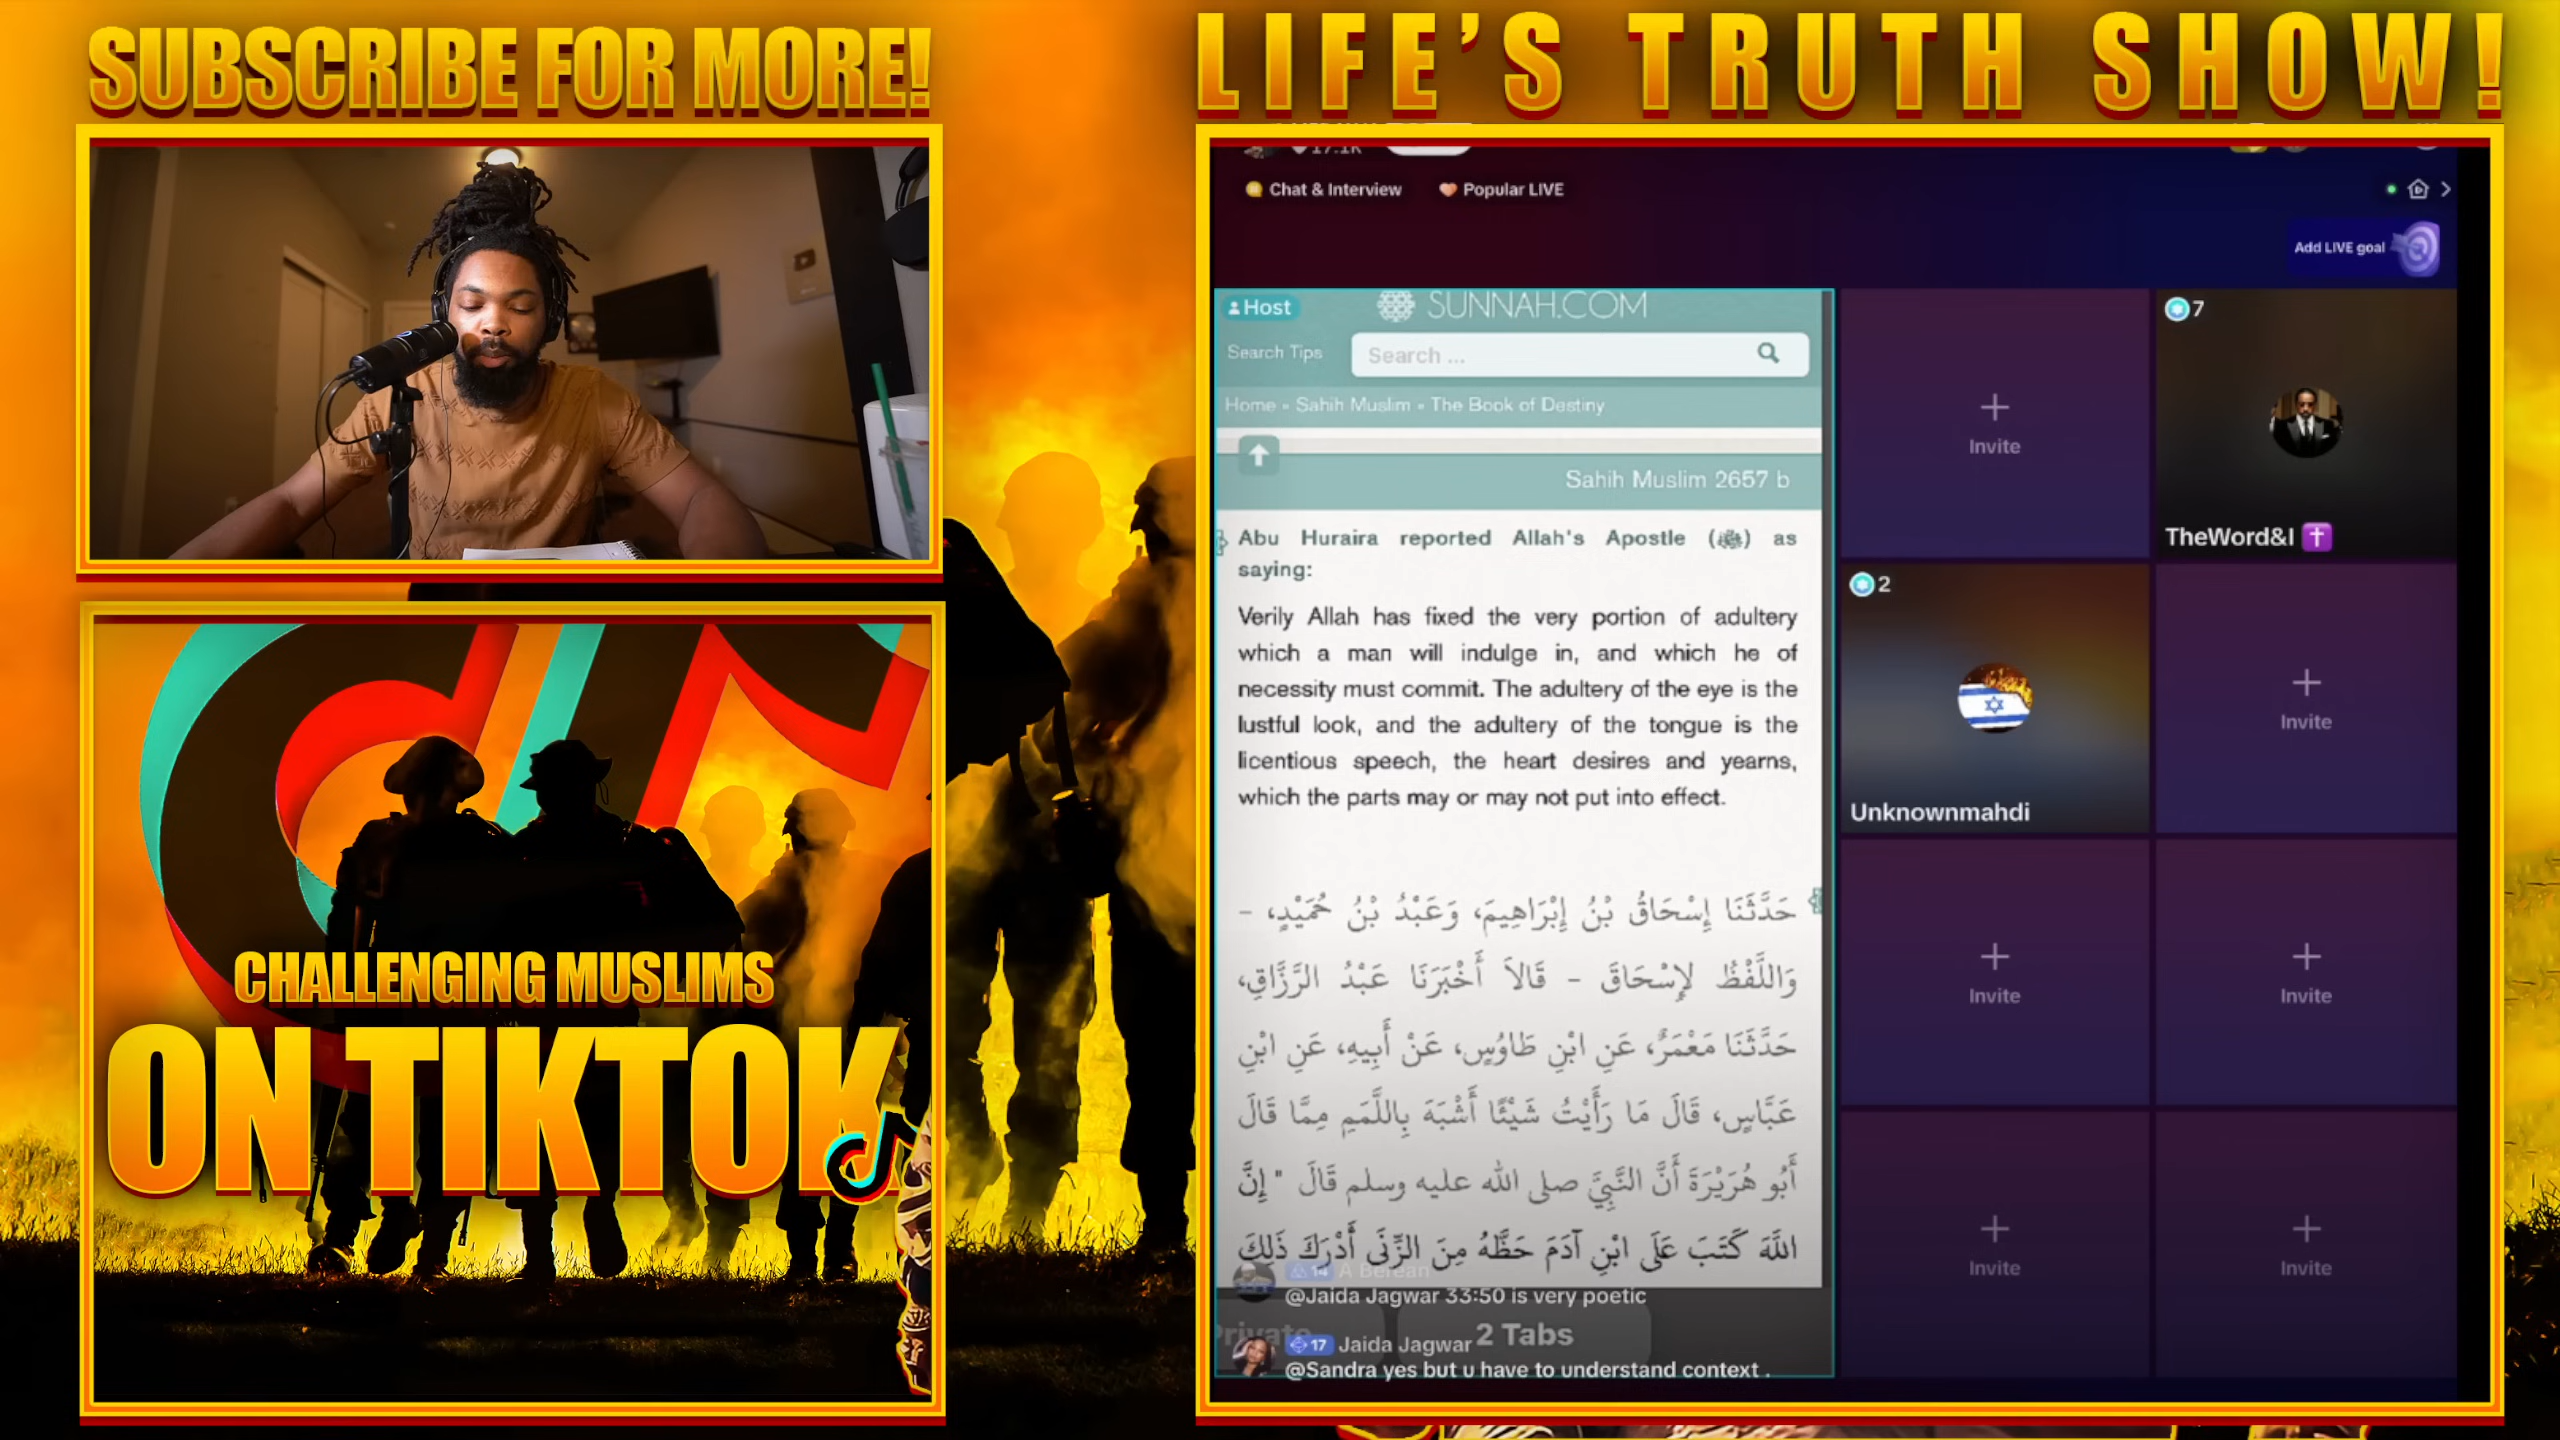 SUBSCRIBE FOR MORE!
LIFE'S TRUTH SHOW!
CHALLENGING MUSLIMS
ON TIKTOK
17.1K
Chat & Interview
Popular LIVE
Add LIVE goal
Host
SUNNAH.COM
Search Tips
Search ...
Home » Sahih Muslim » The Book of Destiny
Sahih Muslim 2657 b
Abu Huraira reported Allah's Apostle (ﷺ) as
saying:
Verily Allah has fixed the very portion of adultery
which a man will indulge in, and which he of
necessity must commit. The adultery of the eye is the
lustful look, and the adultery of the tongue is the
licentious speech, the heart desires and yearns,
which the parts may or may not put into effect.
حَدَّثَنَا إِسْحَاقُ بْنُ إِبْرَاهِيمَ، وَعَبْدُ بْنُ حُمَيْدٍ، -
وَاللَّفْظُ لإِسْحَاقَ - قَالاَ أَخْبَرَنَا عَبْدُ الرَّزَّاقِ،
حَدَّثَنَا مَعْمَرٌ، عَنِ ابْنِ طَاوُسٍ، عَنْ أَبِيهِ، عَنِ ابْنِ
عَبَّاسٍ، قَالَ مَا رَأَيْتُ شَيْئًا أَشْبَهَ بِاللَّمَمِ مِمَّا قَالَ
أَبُو هُرَيْرَةَ أَنَّ النَّبِيَّ صلى الله عليه وسلم قَالَ " إِنَّ
اللَّهَ كَتَبَ عَلَى ابْنِ آدَمَ حَظَّهُ مِنَ الزِّنَى أَدْرَكَ ذَلِكَ
14 A Berean
@Jaida Jagwar 33:50 is very poetic
Private
2 Tabs
17 Jaida Jagwar
@Sandra yes but u have to understand context .
Invite
7
TheWord&I
2
Unknownmahdi
Invite
Invite
Invite
Invite
Invite